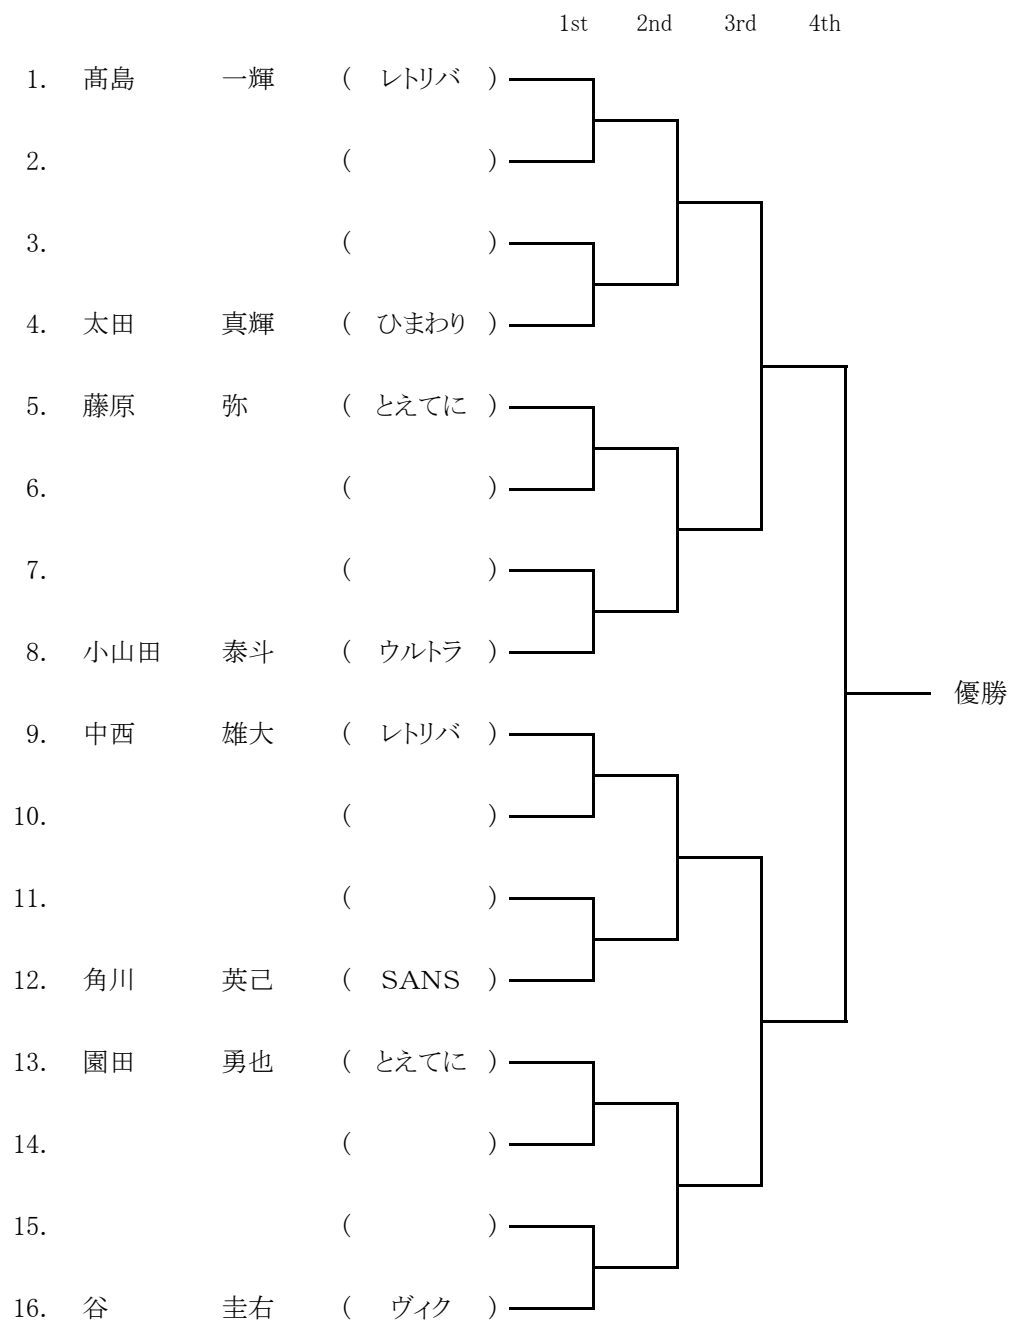 1st 2nd 3rd 4th
1. 髙島 一輝 ( レトリバ )
2. ( )
3. ( )
4. 太田 真輝 ( ひまわり )
5. 藤原 弥 ( とえてに )
6. ( )
7. ( )
8. 小山田 泰斗 ( ウルトラ )
優勝
9. 中西 雄大 ( レトリバ )
10. ( )
11. ( )
12. 角川 英己 ( SANS )
13. 園田 勇也 ( とえてに )
14. ( )
15. ( )
16. 谷 圭右 ( ヴィク )